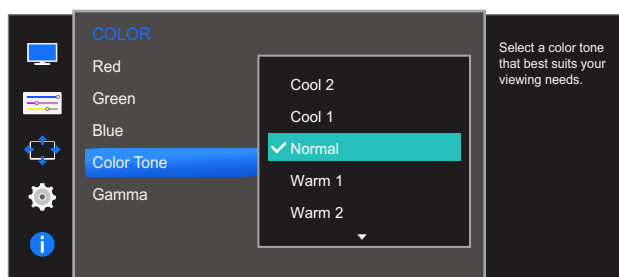 COLOR
Red
Green
Blue
Color Tone
Gamma
Cool 2
Cool 1
Normal
Warm 1
Warm 2
Select a color tone
that best suits your
viewing needs.